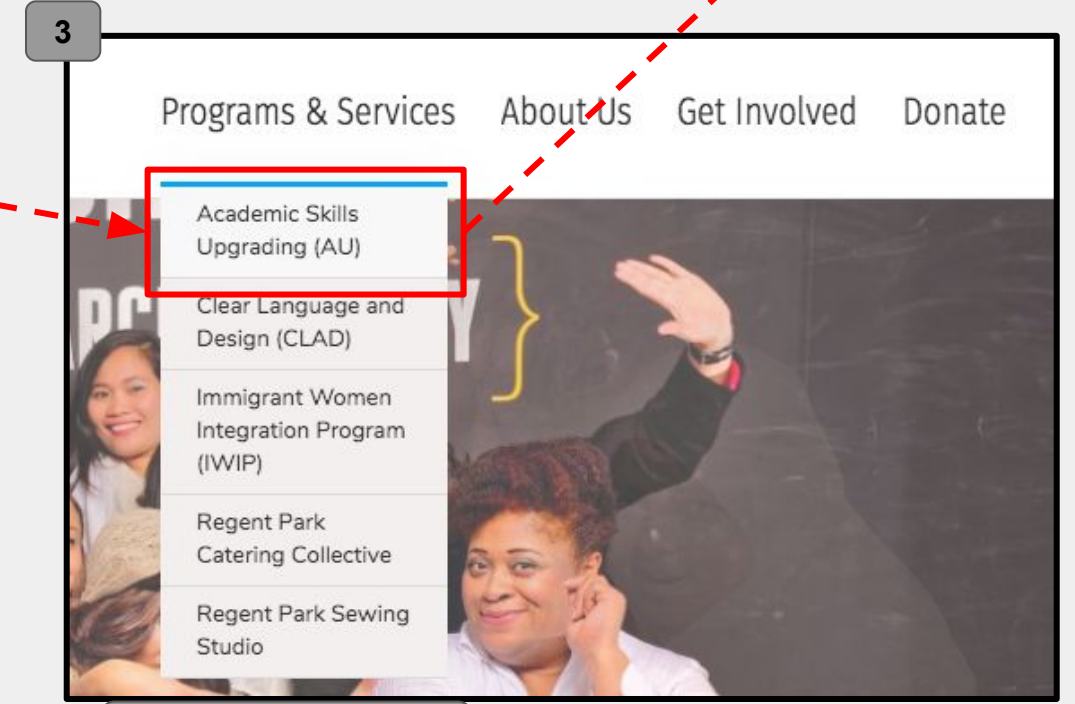 3
Programs & Services About Us Get Involved Donate
Academic Skills
Upgrading (AU)
Clear Language and
Design (CLAD)
Immigrant Women
Integration Program
(IWIP)
Regent Park
Catering Collective
Regent Park Sewing
Studio